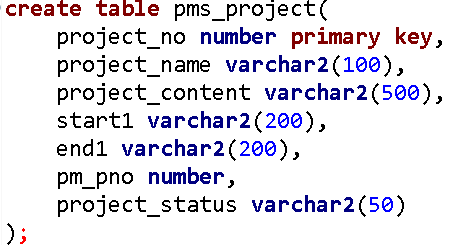 create table pms_project(
    project_no number primary key,
    project_name varchar2(100),
    project_content varchar2(500),
    start1 varchar2(200),
    end1 varchar2(200),
    pm_pno number,
    project_status varchar2(50)
);